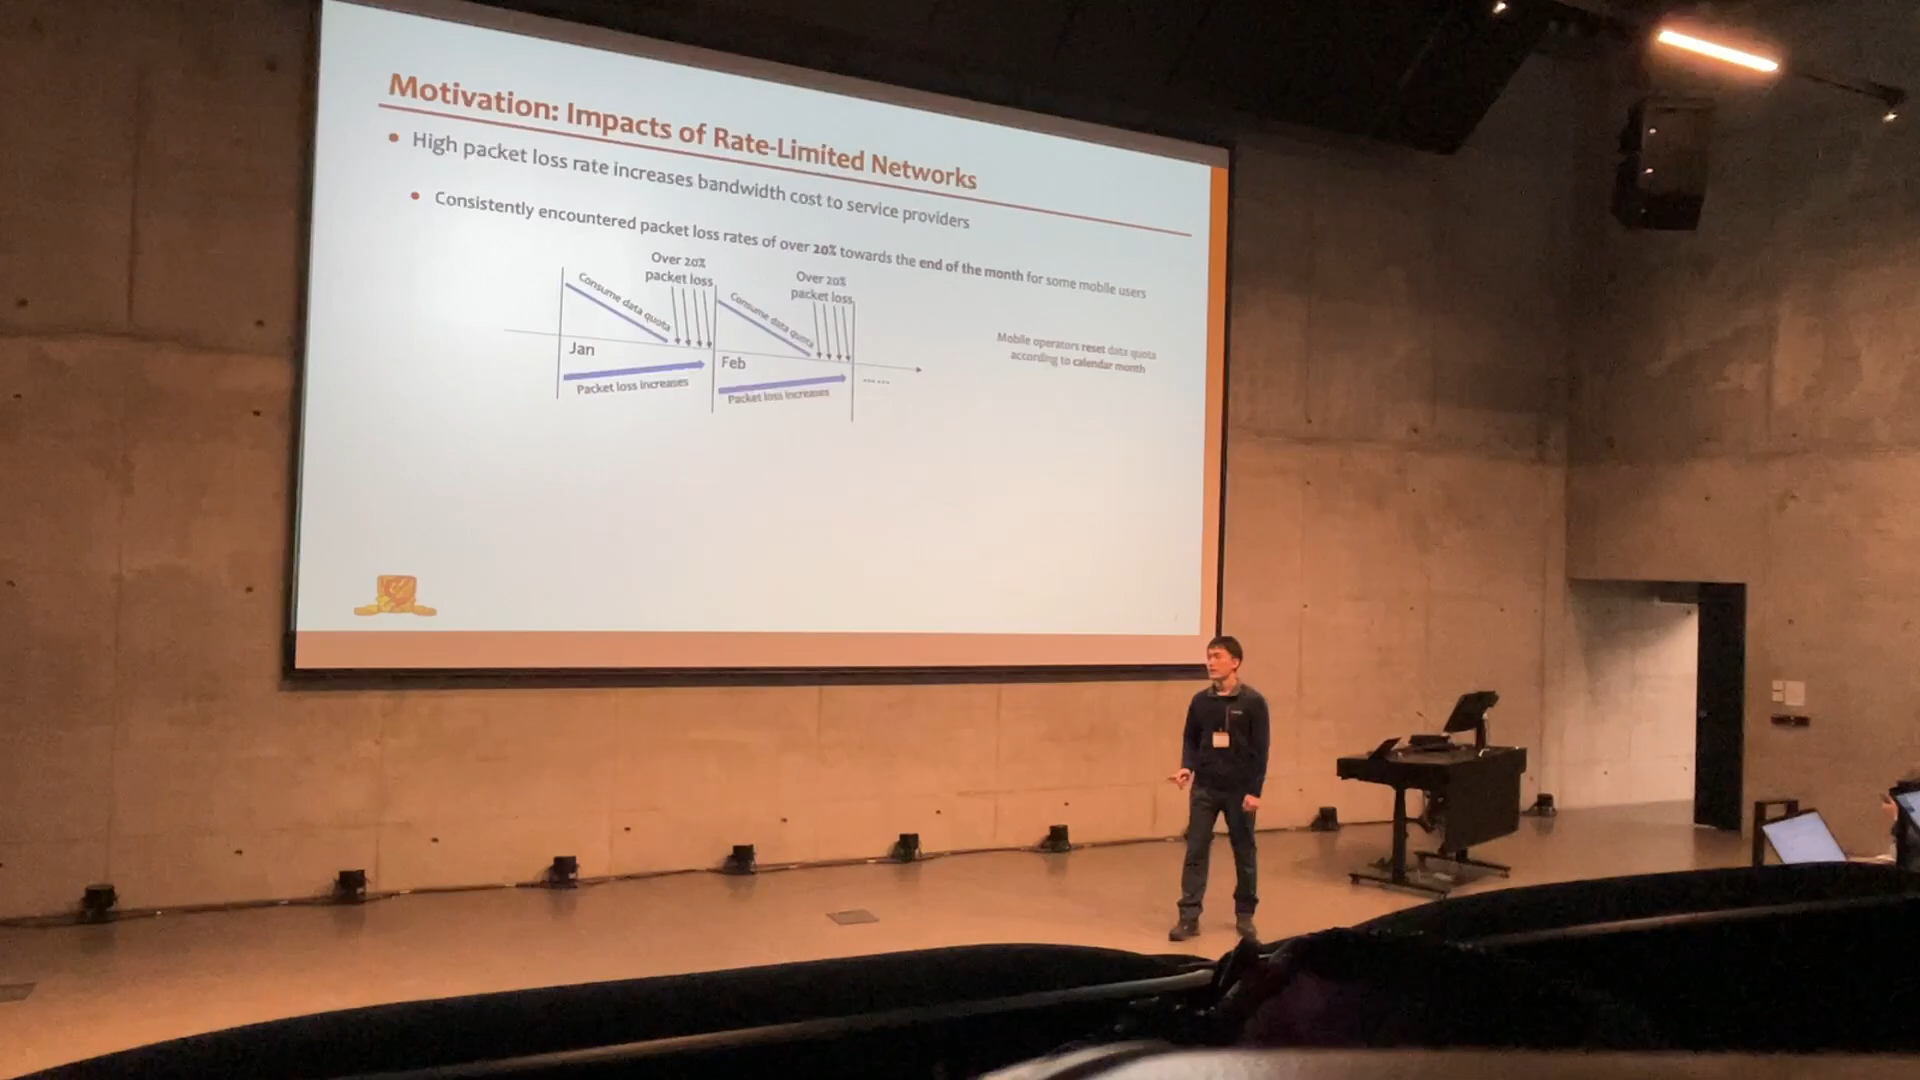 Motivation: Impacts of Rate-Limited Networks
• High packet loss rate increases bandwidth cost to service providers
• Consistently encountered packet loss rates of over 20% towards the end of the month for some mobile users
Over 20%
packet loss
Over 20%
packet loss
Consume data quota
Consume data quota
Mobile operators reset data quota
according to calendar month
Jan
Feb
......
Packet loss increases
Packet loss increases